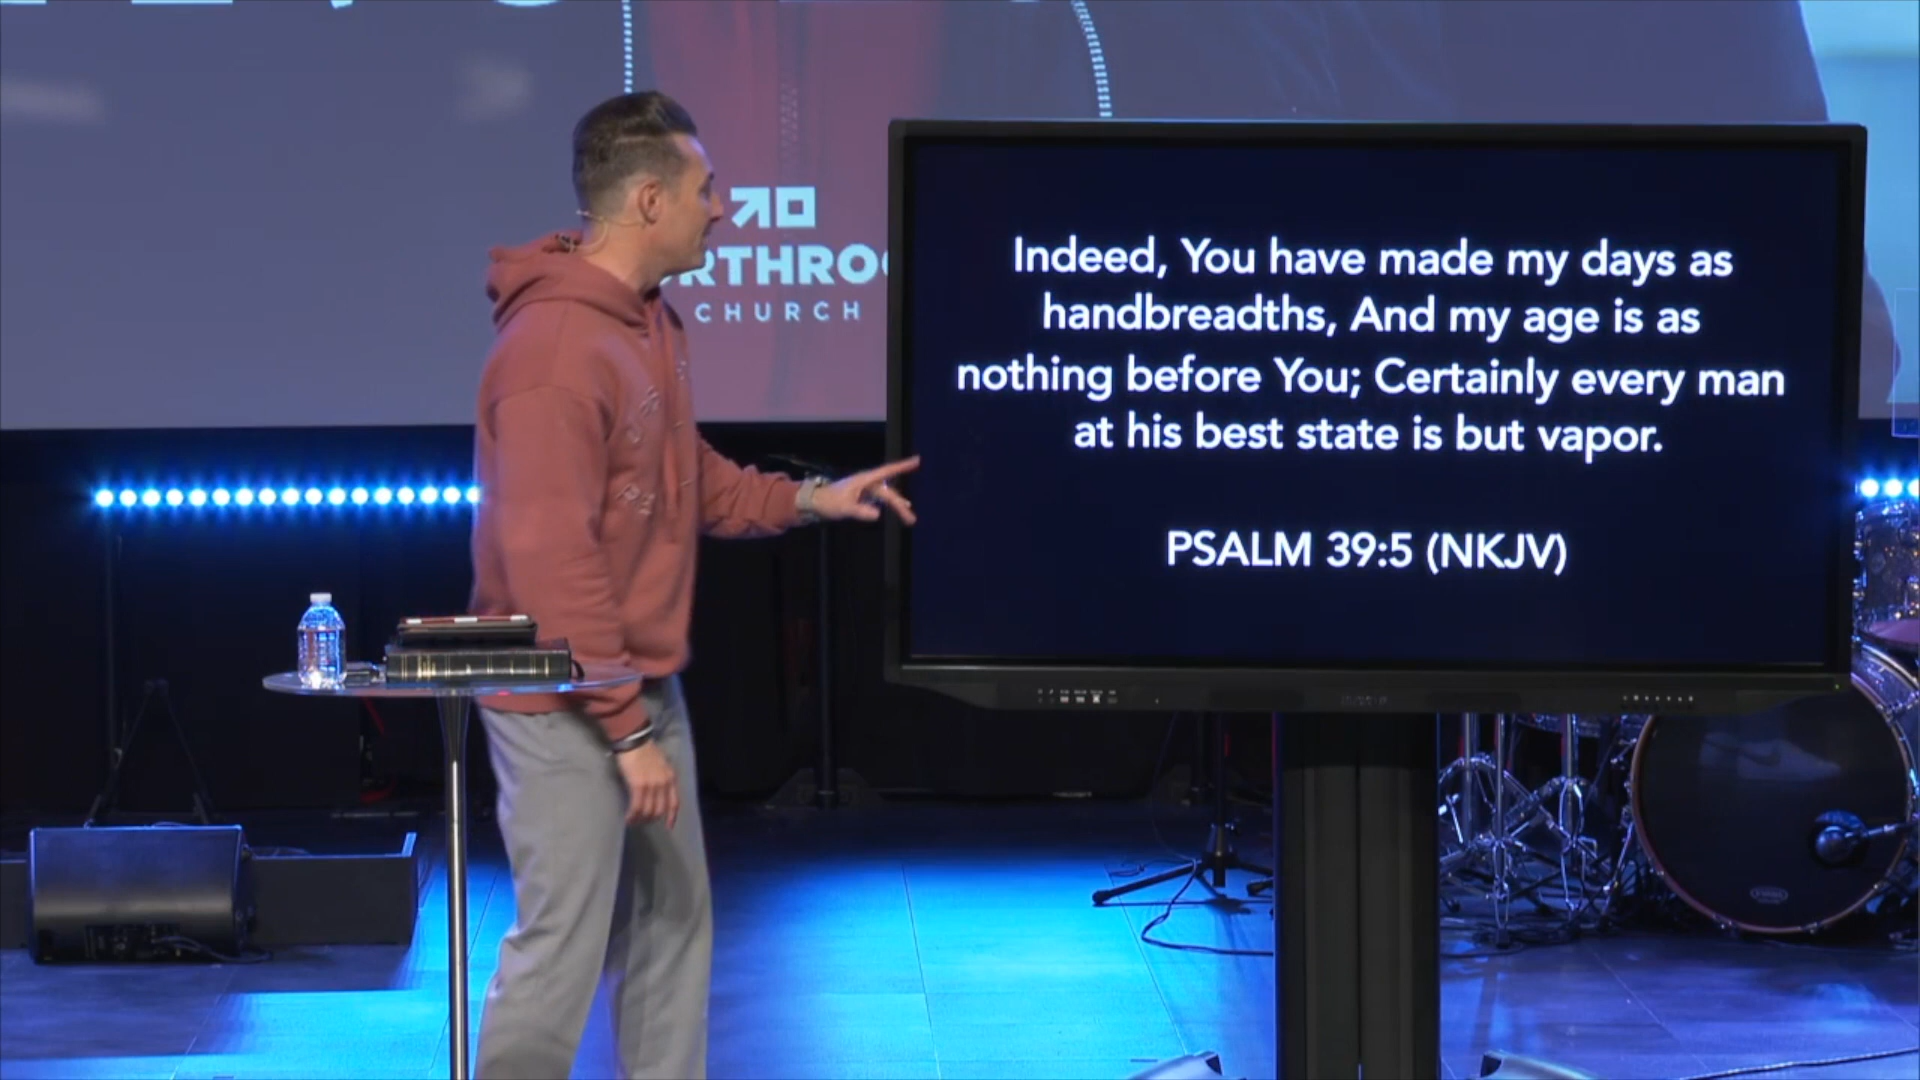 RTHRO
CHURCH
Indeed, You have made my days as
handbreadths, And my age is as
nothing before You; Certainly every man
at his best state is but vapor.
PSALM 39:5 (NKJV)